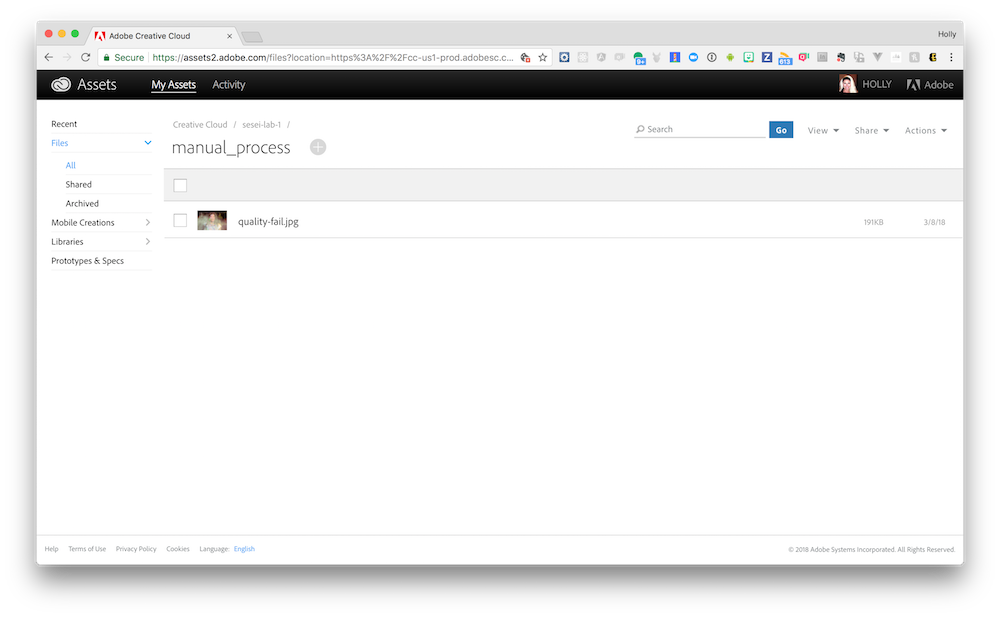 Adobe Creative Cloud
Holly
Secure https://assets2.adobe.com/files?location=https%3A%2F%2Fcc-us1-prod.adobesc.c...
Assets My Assets Activity HOLLY Adobe
Recent
Files
All
Shared
Archived
Mobile Creations
Libraries
Prototypes & Specs
Creative Cloud / sesei-lab-1 /
manual_process
Search Go View Share Actions
quality-fail.jpg 191KB 3/8/18
Help Terms of Use Privacy Policy Cookies Language: English
© 2018 Adobe Systems Incorporated. All Rights Reserved.